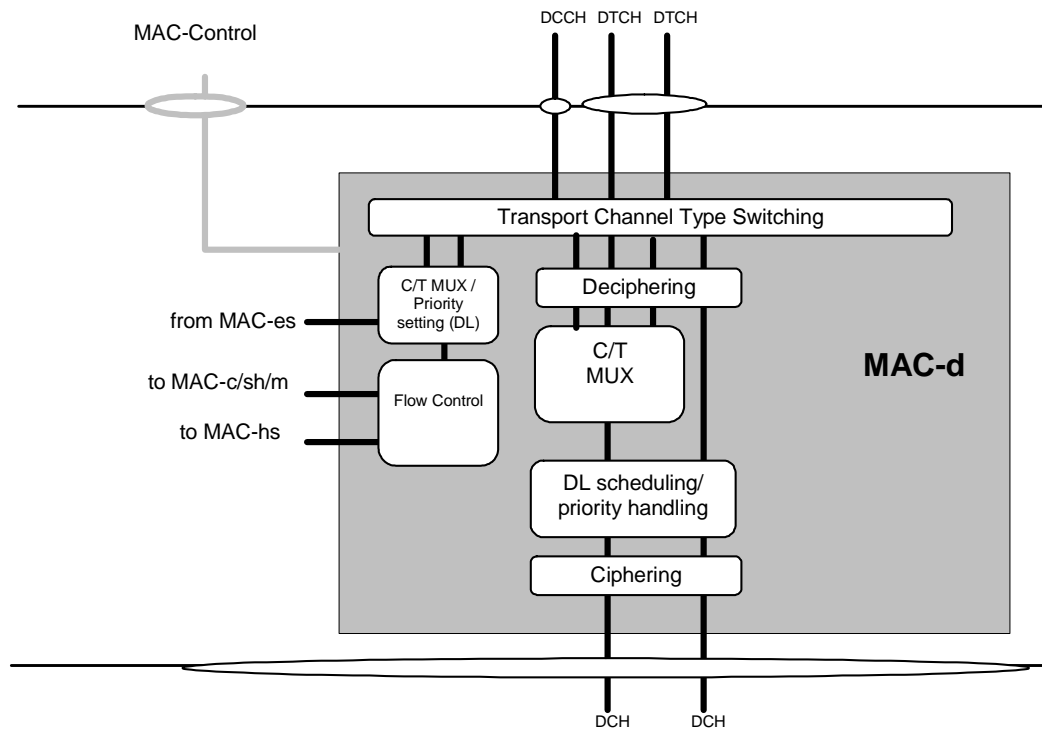 DCCH DTCH DTCH
MAC-Control
Transport Channel Type Switching
C/T MUX /
Priority
setting (DL)
Deciphering
from MAC-es
C/T
MUX
MAC-d
to MAC-c/sh/m
Flow Control
to MAC-hs
DL scheduling/
priority handling
Ciphering
DCH DCH